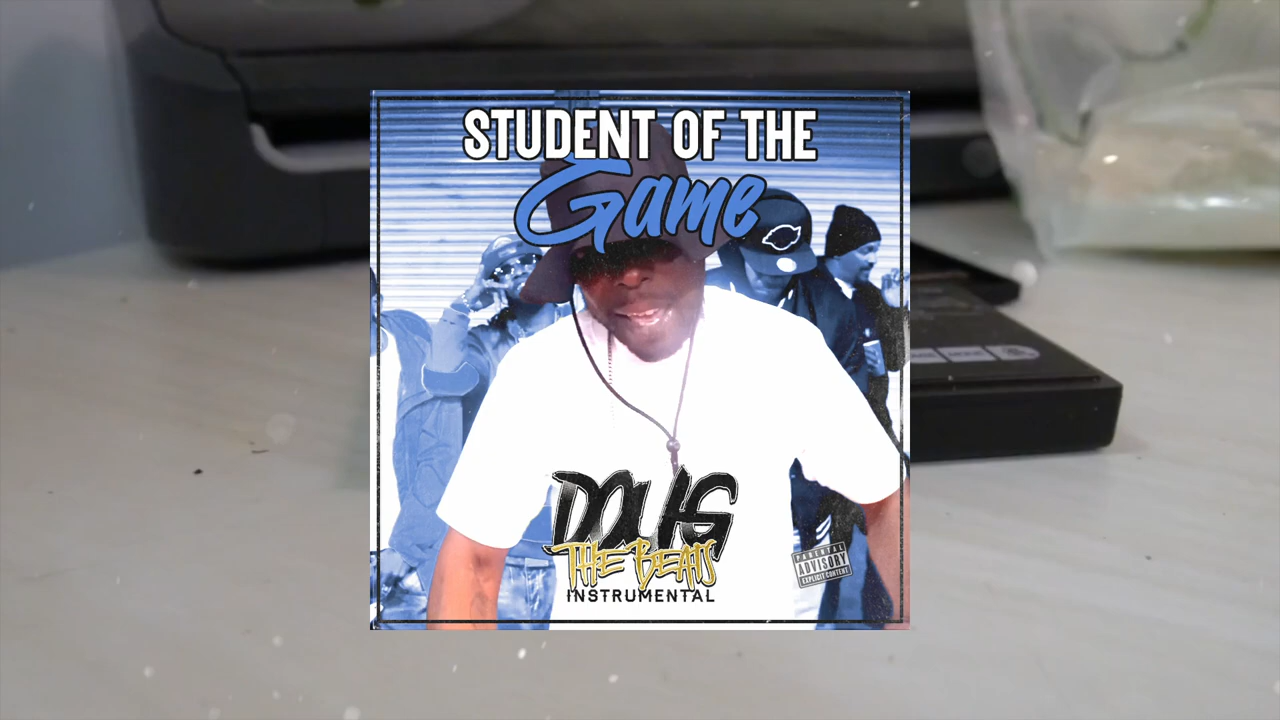 STUDENT OF THE
Game
DOUG
THE BEATS
INSTRUMENTAL
PARENTAL
ADVISORY
EXPLICIT CONTENT